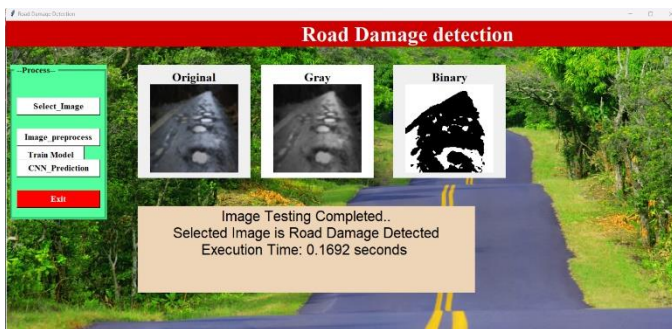 Road Damage Detection
Road Damage detection
--Process--
Select_Image
Image_preprocess
Train Model
CNN_Prediction
Exit
Original
Gray
Binary
Image Testing Completed..
Selected Image is Road Damage Detected
Execution Time: 0.1692 seconds